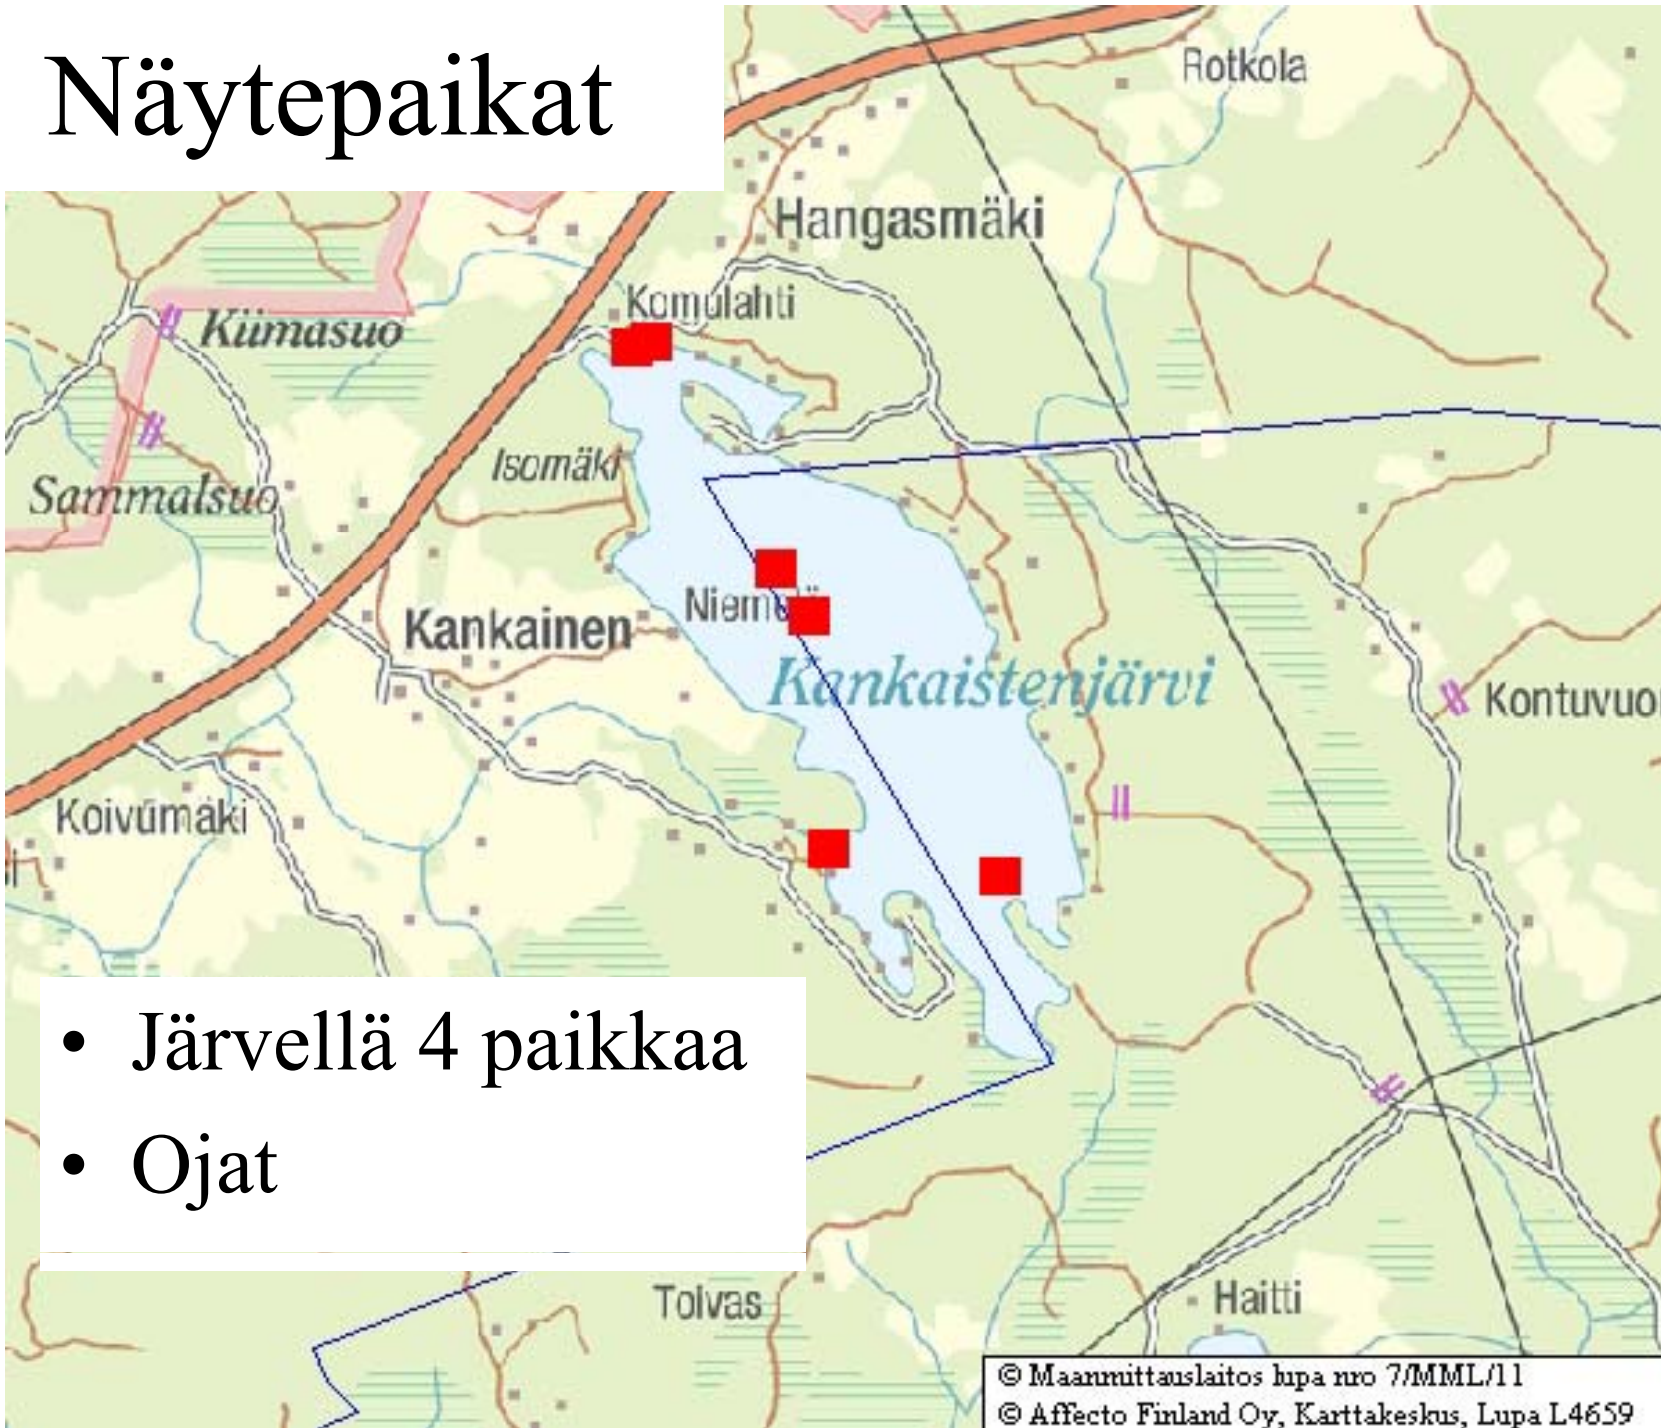 Näytepaikat
Rotkola
Hangasmäki
Komulahti
Kiimasuo
Isomäki
Sammalsuo
Niemelä
Kankainen
Kankaistenjärvi
Kontuvuo
Koivumäki
• Järvellä 4 paikkaa
• Ojat
Tolvas
Haitti
© Maanmittauslaitos lupa nro 7/MML/11
© Affecto Finland Oy, Karttakeskus, Lupa L4659